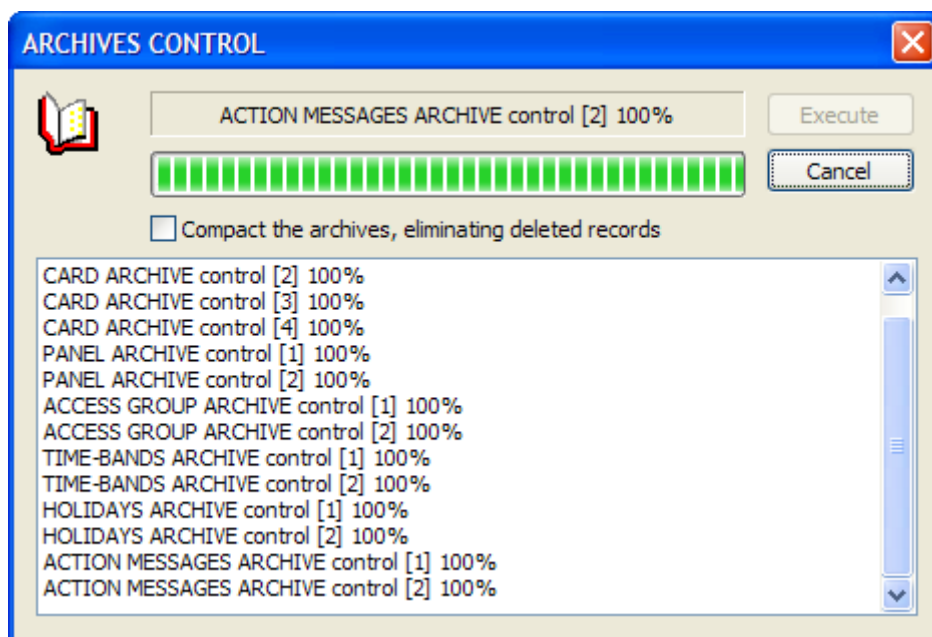 ARCHIVES CONTROL
ACTION MESSAGES ARCHIVE control [2] 100%
Execute
Cancel
Compact the archives, eliminating deleted records
CARD ARCHIVE control [2] 100%
CARD ARCHIVE control [3] 100%
CARD ARCHIVE control [4] 100%
PANEL ARCHIVE control [1] 100%
PANEL ARCHIVE control [2] 100%
ACCESS GROUP ARCHIVE control [1] 100%
ACCESS GROUP ARCHIVE control [2] 100%
TIME-BANDS ARCHIVE control [1] 100%
TIME-BANDS ARCHIVE control [2] 100%
HOLIDAYS ARCHIVE control [1] 100%
HOLIDAYS ARCHIVE control [2] 100%
ACTION MESSAGES ARCHIVE control [1] 100%
ACTION MESSAGES ARCHIVE control [2] 100%